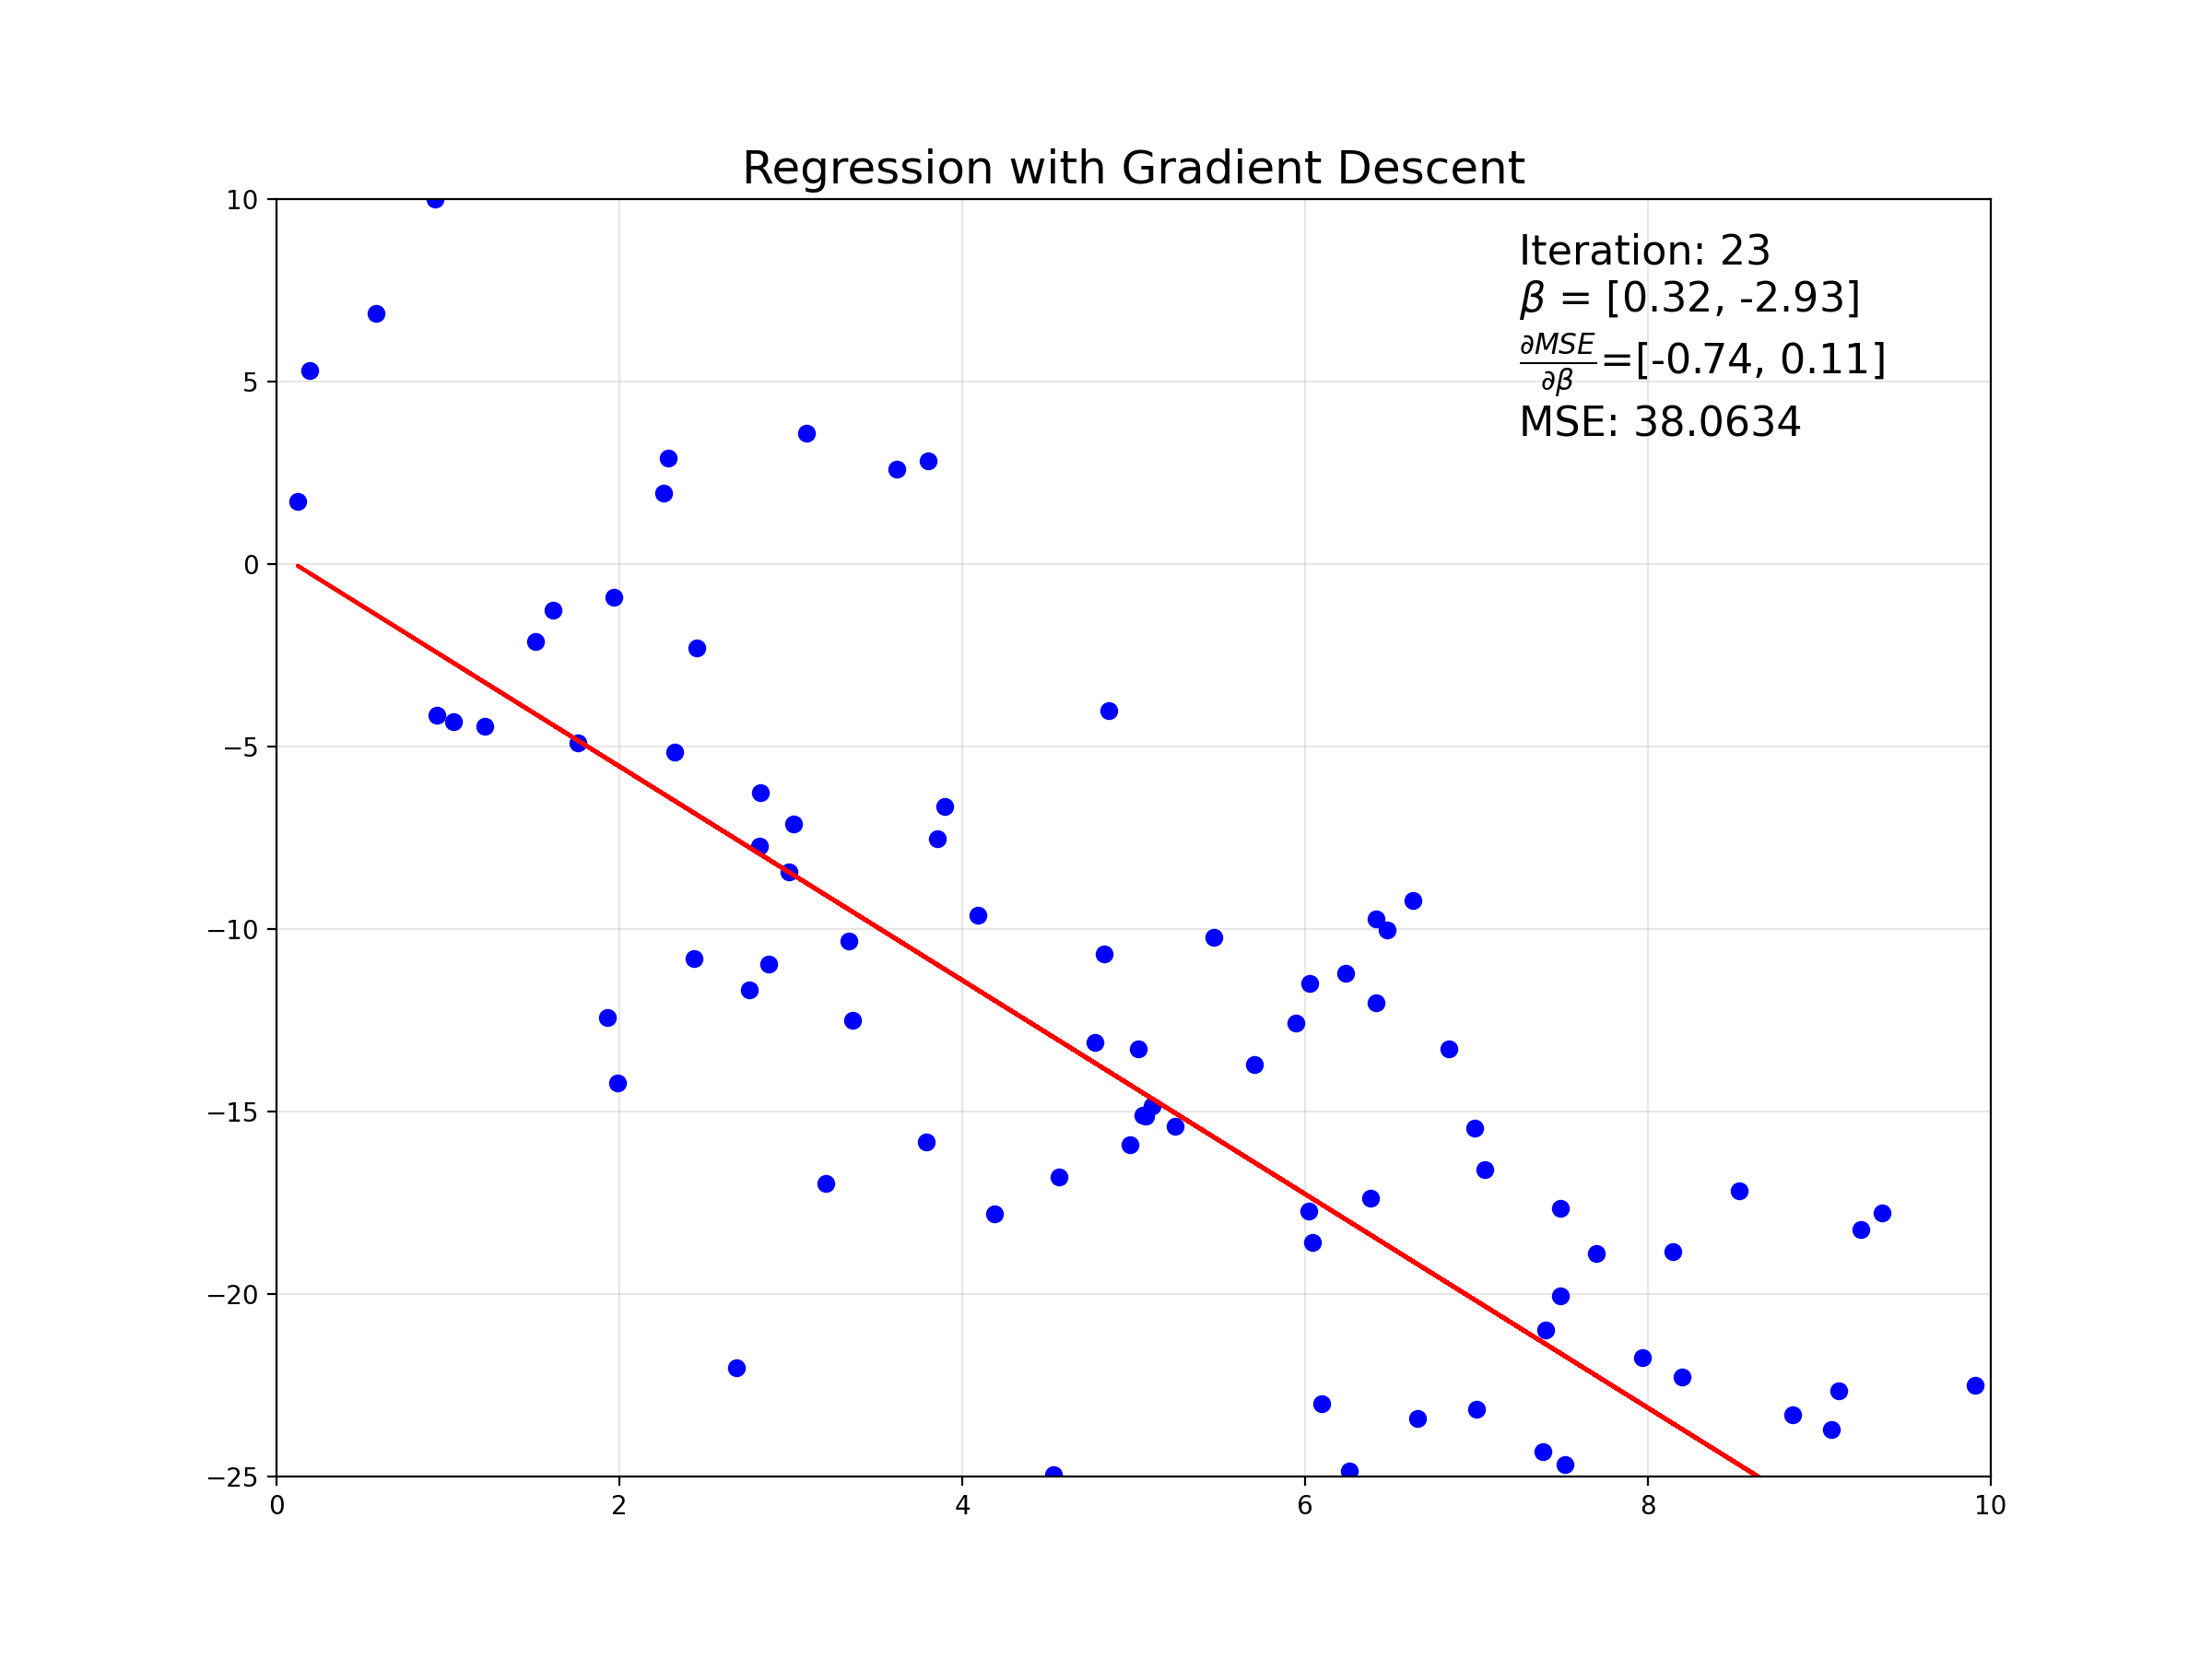 Regression with Gradient Descent
10
5
0
−5
−10
−15
−20
−25
0 2 4 6 8 10
Iteration: 23
β = [0.32, -2.93]
∂MSE/∂β=[-0.74, 0.11]
MSE: 38.0634